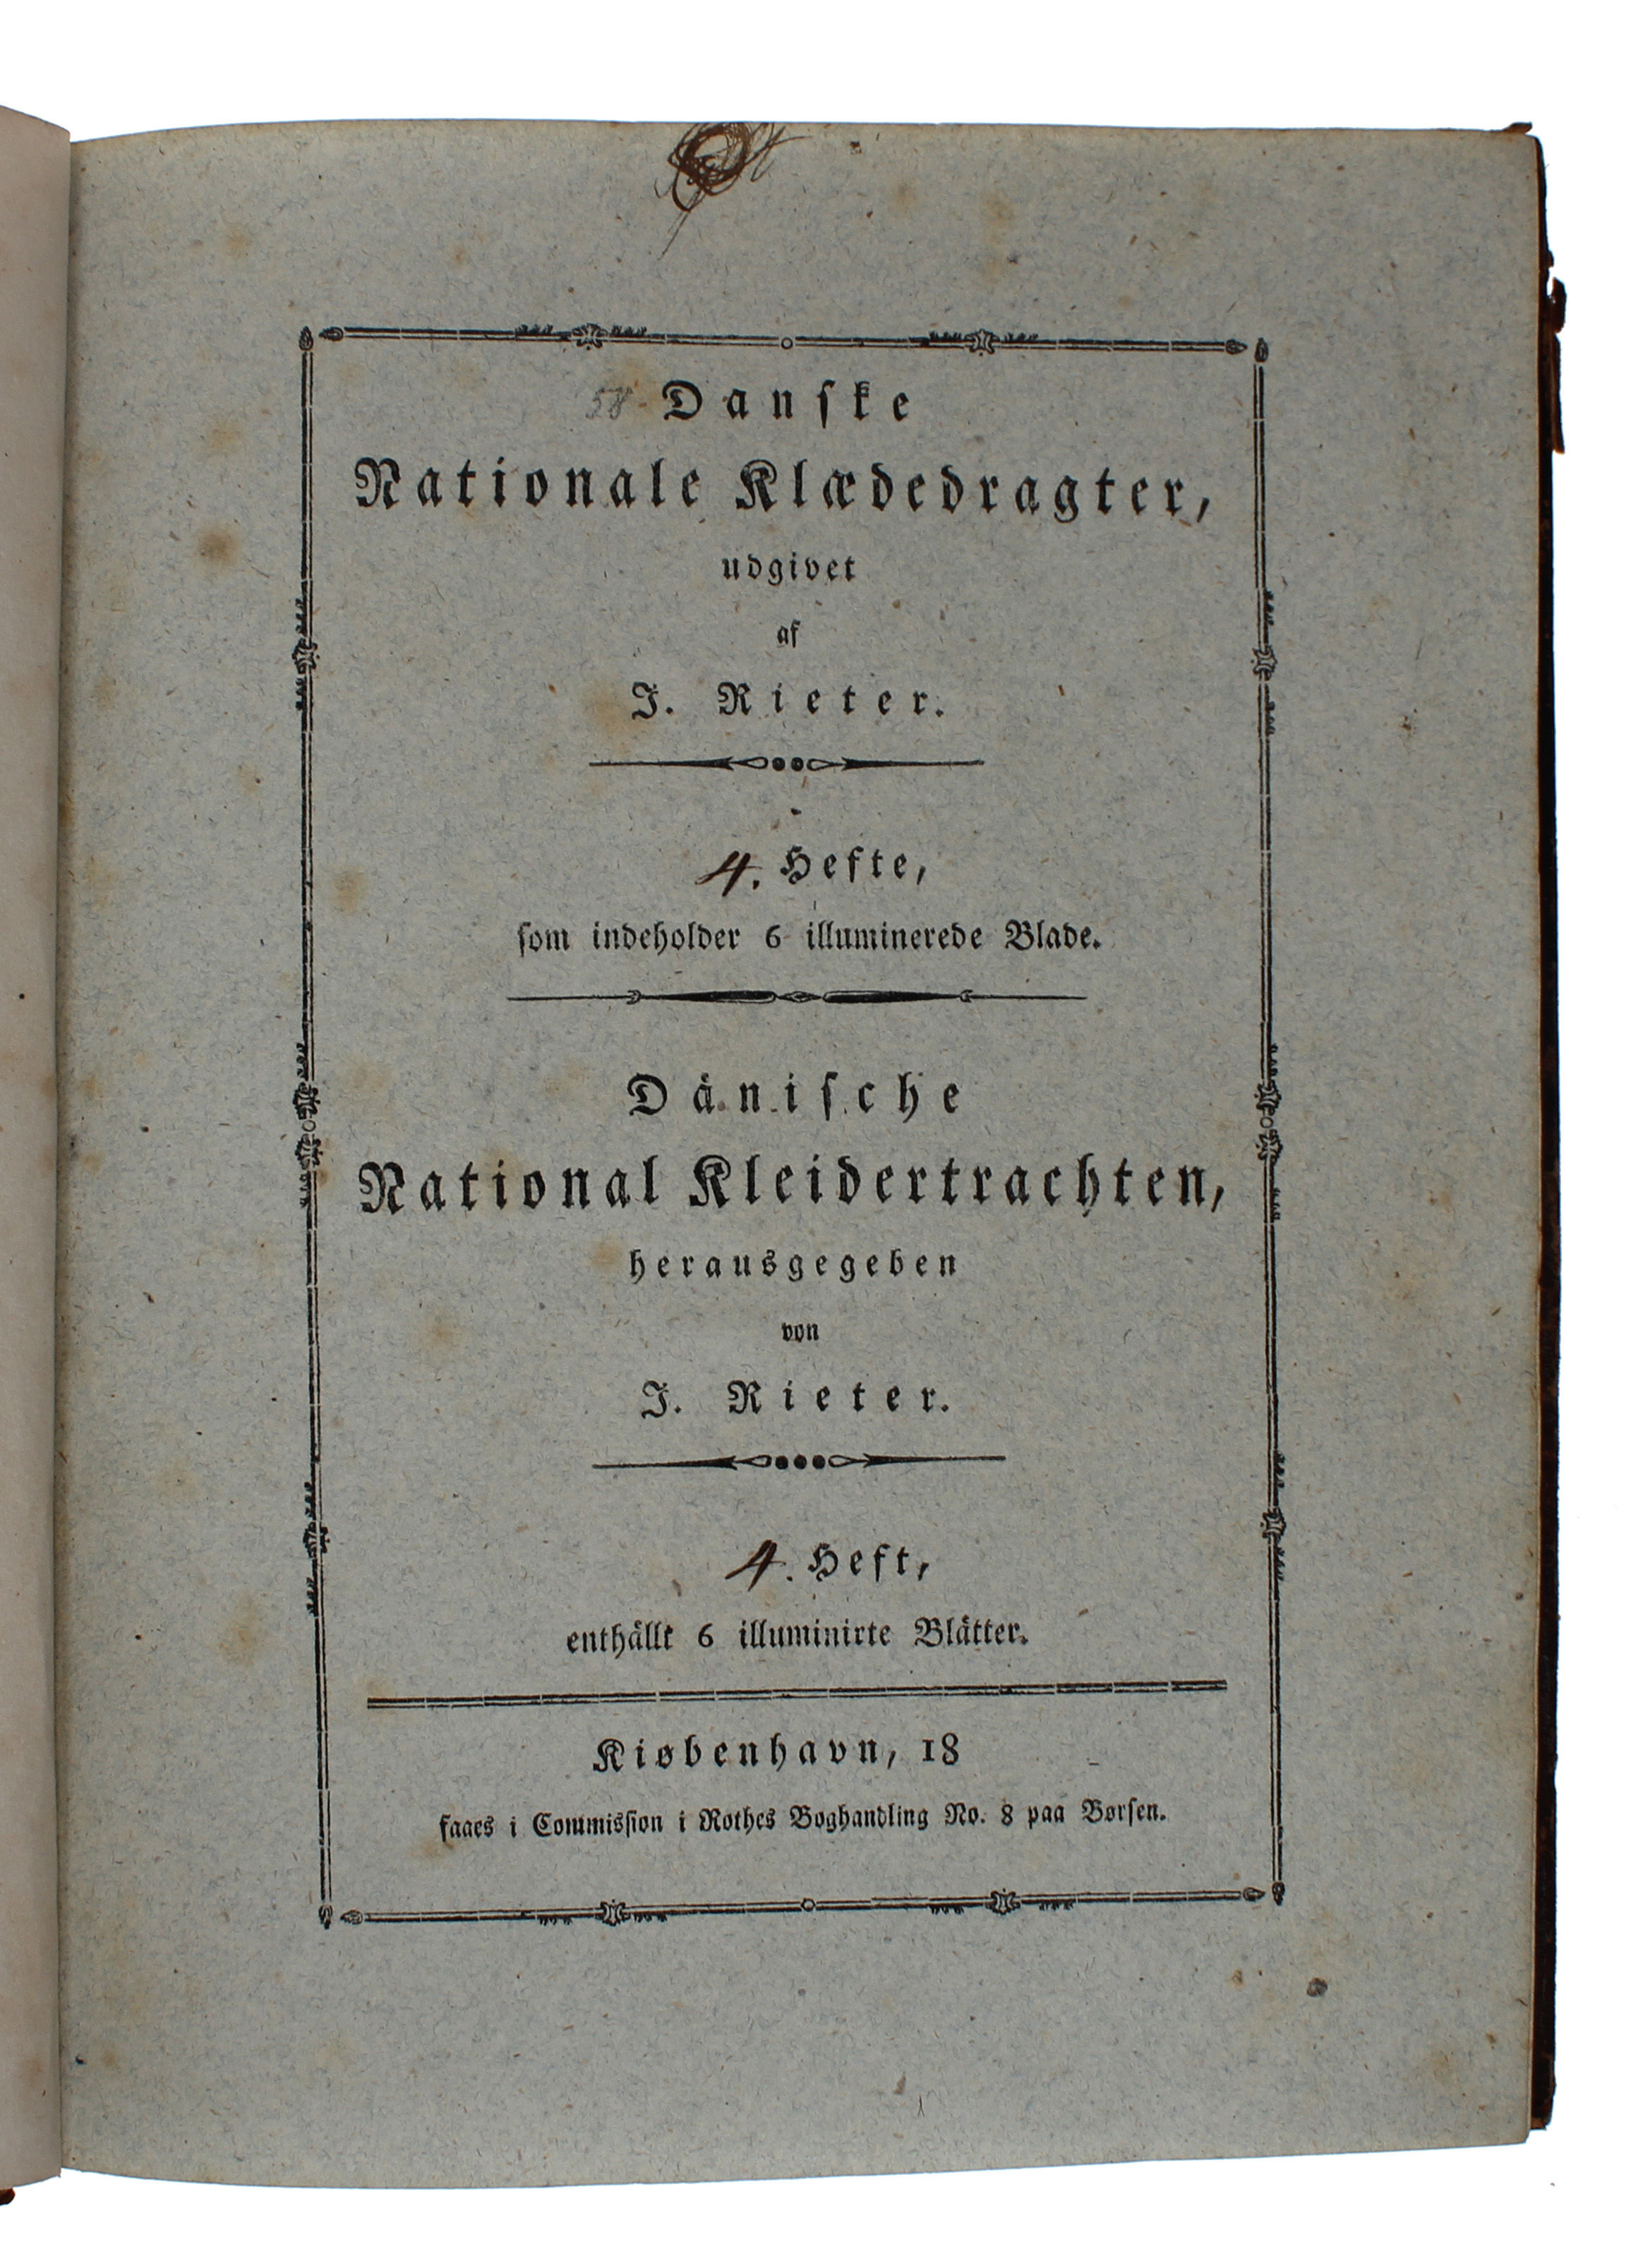 58 Danske
Nationale Klædedragter,
udgivet
af
J. Rieter.
4. Hefte,
som indeholder 6 illuminerede Blade.
Dänische
National Kleidertrachten,
herausgegeben
von
J. Rieter.
4. Heft,
enthällt 6 illuminirte Blätter.
Kiøbenhavn, 18
faaes i Commission i Rothes Boghandling No. 8 paa Børsen.